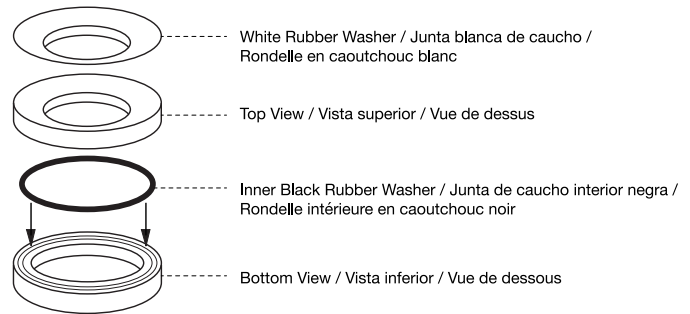 White Rubber Washer / Junta blanca de caucho /
Rondelle en caoutchouc blanc
Top View / Vista superior / Vue de dessus
Inner Black Rubber Washer / Junta de caucho interior negra /
Rondelle intérieure en caoutchouc noir
Bottom View / Vista inferior / Vue de dessous